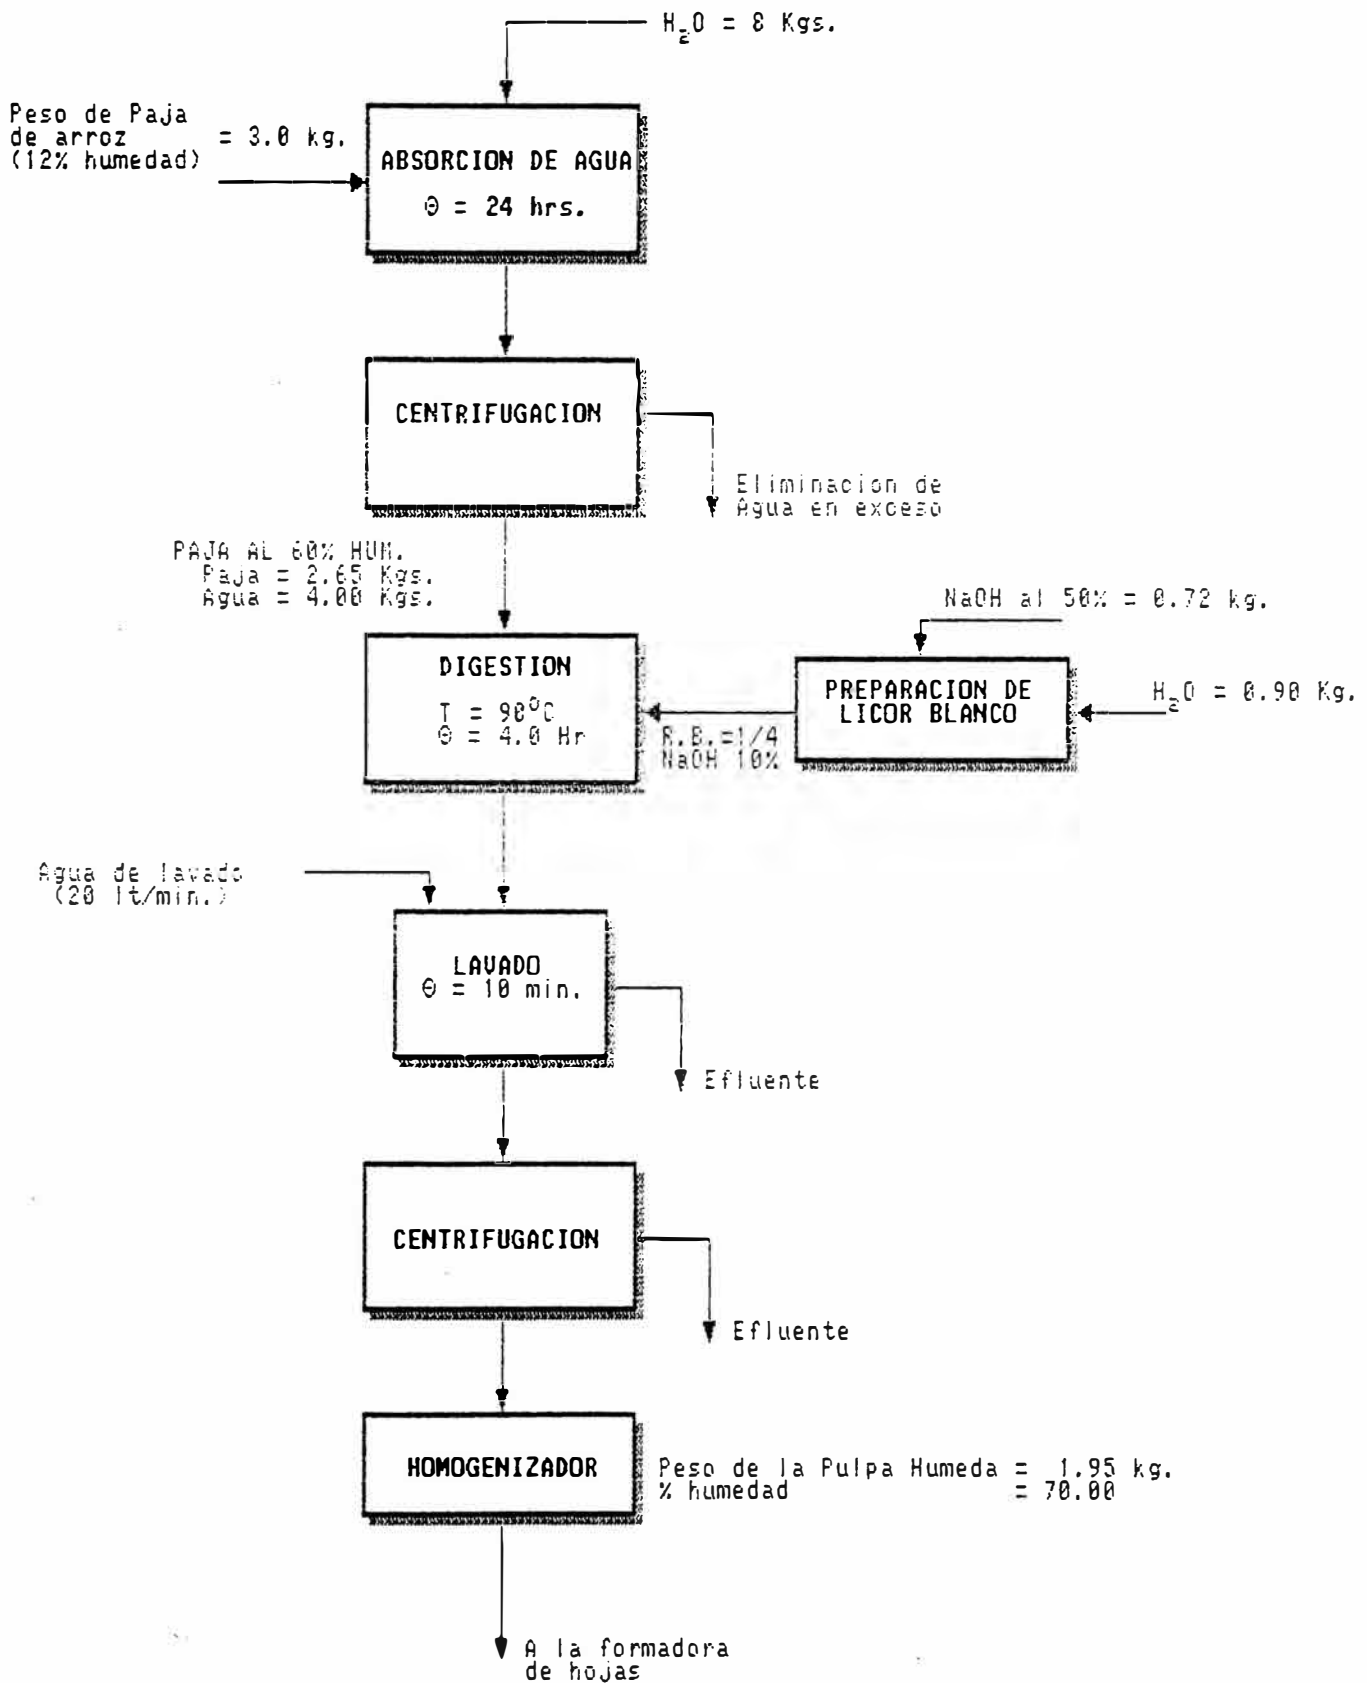 H₂O = 8 Kgs.
Peso de Paja
de arroz = 3.0 kg.
(12% humedad)
ABSORCION DE AGUA
Θ = 24 hrs.
CENTRIFUGACION
Eliminacion de
Agua en exceso
PAJA AL 60% HUM.
Paja = 2.65 Kgs.
Agua = 4.00 Kgs.
NaOH al 50% = 0.72 kg.
DIGESTION
T = 90°C
Θ = 4.0 Hr
PREPARACION DE
LICOR BLANCO
H₂O = 0.90 Kg.
R.B.=1/4
NaOH 10%
Agua de lavado
(20 lt/min.)
LAVADO
Θ = 10 min.
Efluente
CENTRIFUGACION
Efluente
HOMOGENIZADOR
Peso de la Pulpa Humeda = 1.95 kg.
% humedad = 70.00
A la formadora
de hojas